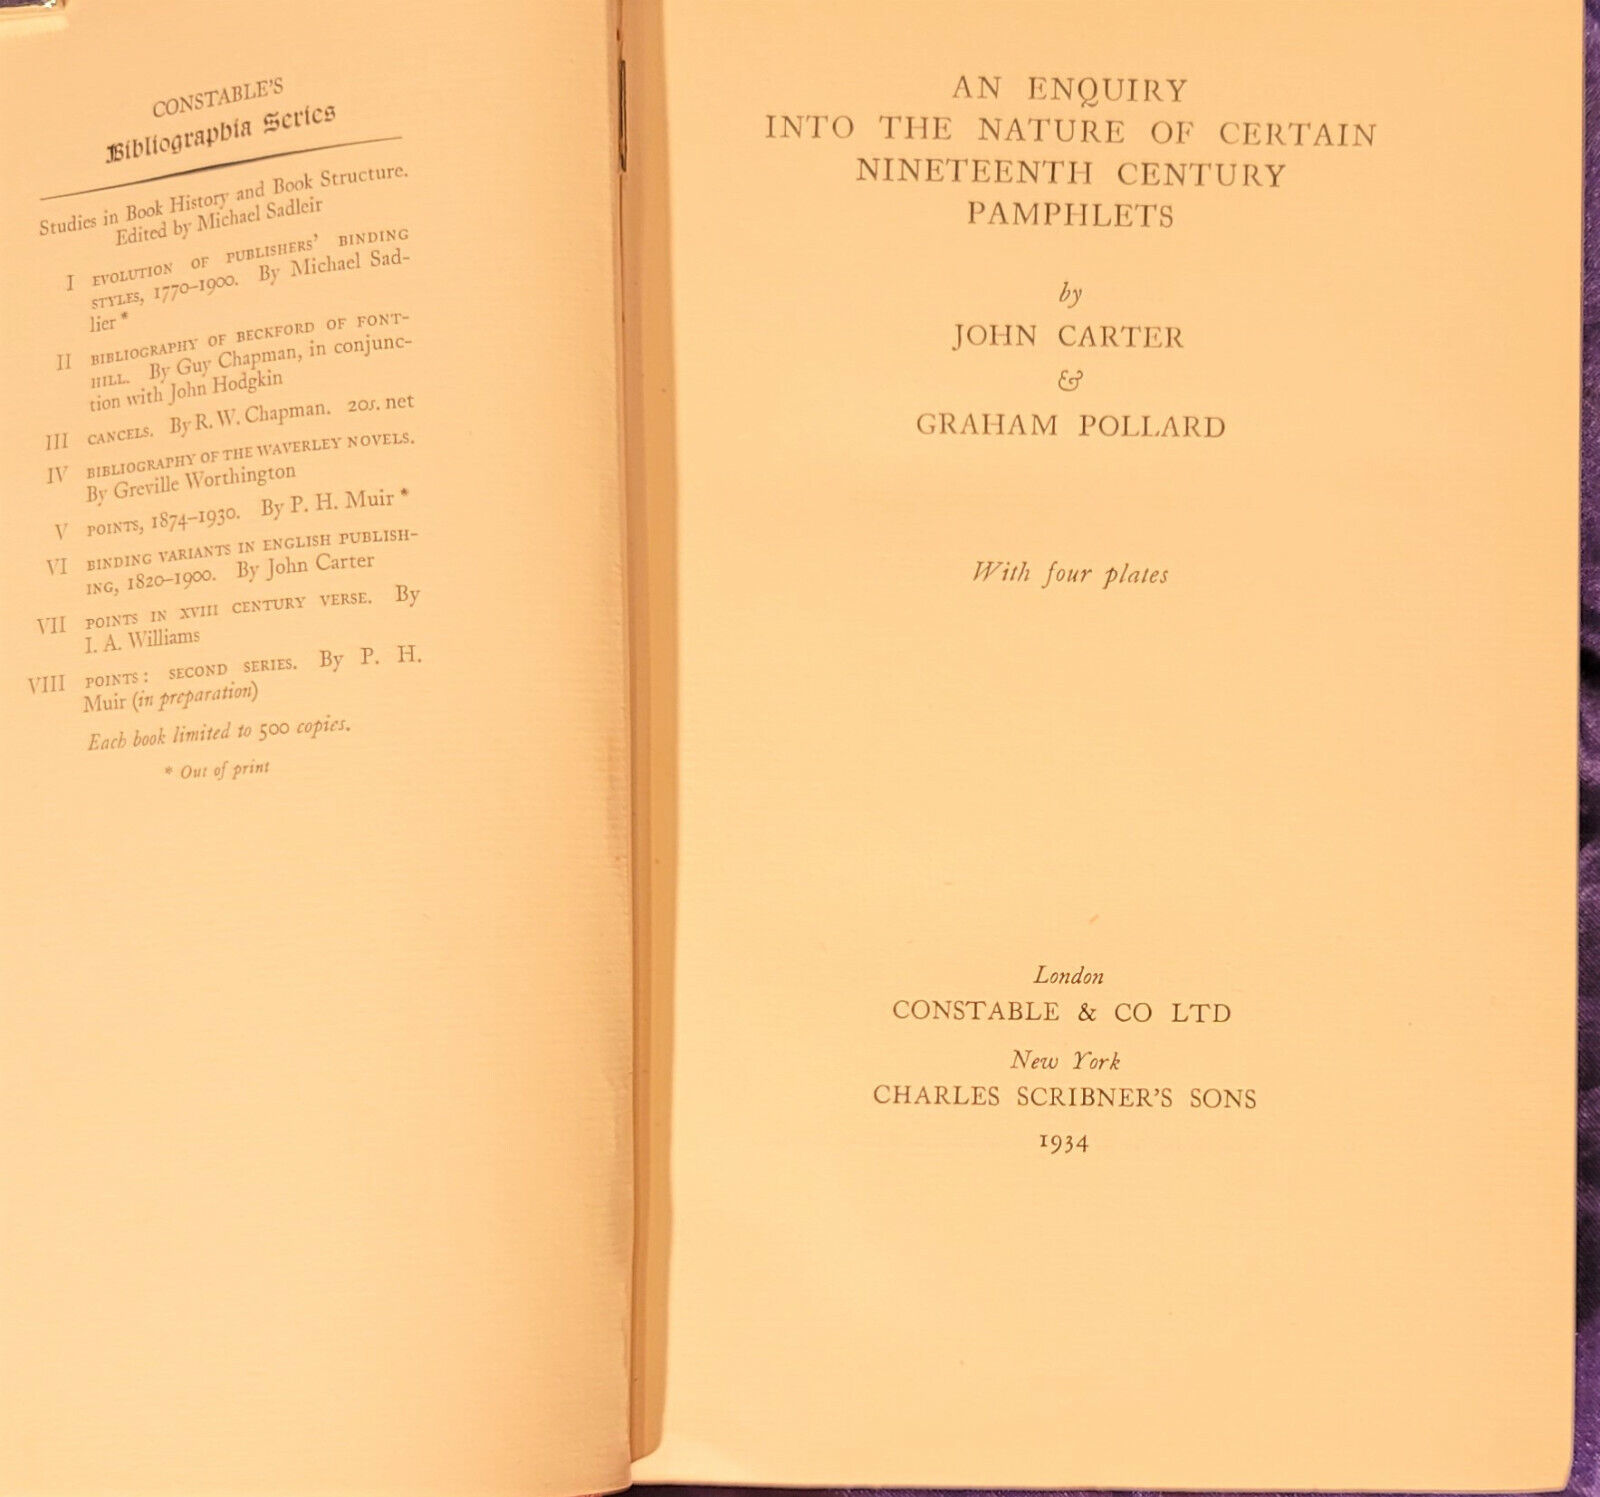 CONSTABLE'S
Bibliographia Series
Studies in Book History and Book Structure.
Edited by Michael Sadleir
I EVOLUTION OF PUBLISHERS' BINDING
STYLES, 1770–1900. By Michael Sad-
lier *
II BIBLIOGRAPHY OF BECKFORD OF FONT-
HILL. By Guy Chapman, in conjunc-
tion with John Hodgkin
III CANCELS. By R. W. Chapman. 20s. net
IV BIBLIOGRAPHY OF THE WAVERLEY NOVELS.
By Greville Worthington
V POINTS, 1874–1930. By P. H. Muir *
VI BINDING VARIANTS IN ENGLISH PUBLISH-
ING, 1820–1900. By John Carter
VII POINTS IN XVIII CENTURY VERSE. By
I. A. Williams
VIII POINTS: SECOND SERIES. By P. H.
Muir (in preparation)
Each book limited to 500 copies.
* Out of print
AN ENQUIRY
INTO THE NATURE OF CERTAIN
NINETEENTH CENTURY
PAMPHLETS
by
JOHN CARTER
&
GRAHAM POLLARD
With four plates
London
CONSTABLE & CO LTD
New York
CHARLES SCRIBNER'S SONS
1934